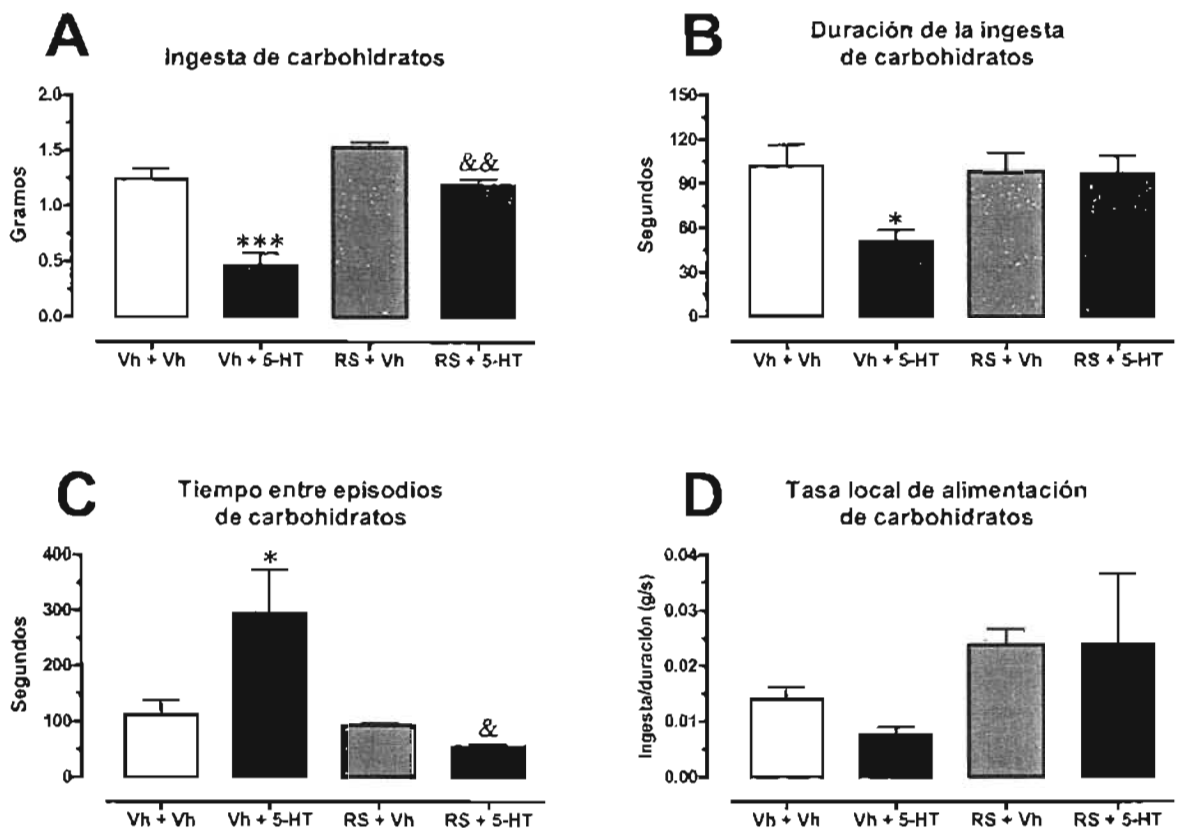 A
Ingesta de carbohidratos
Gramos
2.0
1.5
1.0
0.5
0.0
***
&&
Vh + Vh
Vh + 5-HT
RS + Vh
RS + 5-HT
B
Duración de la ingesta
de carbohidratos
Segundos
150
120
90
60
30
0
*
Vh + Vh
Vh + 5-HT
RS + Vh
RS + 5-HT
C
Tiempo entre episodios
de carbohidratos
Segundos
400
300
200
100
0
*
&
Vh + Vh
Vh + 5-HT
RS + Vh
RS + 5-HT
D
Tasa local de alimentación
de carbohidratos
Ingesta/duración (g/s)
0.04
0.03
0.02
0.01
0.00
Vh + Vh
Vh + 5-HT
RS + Vh
RS + 5-HT